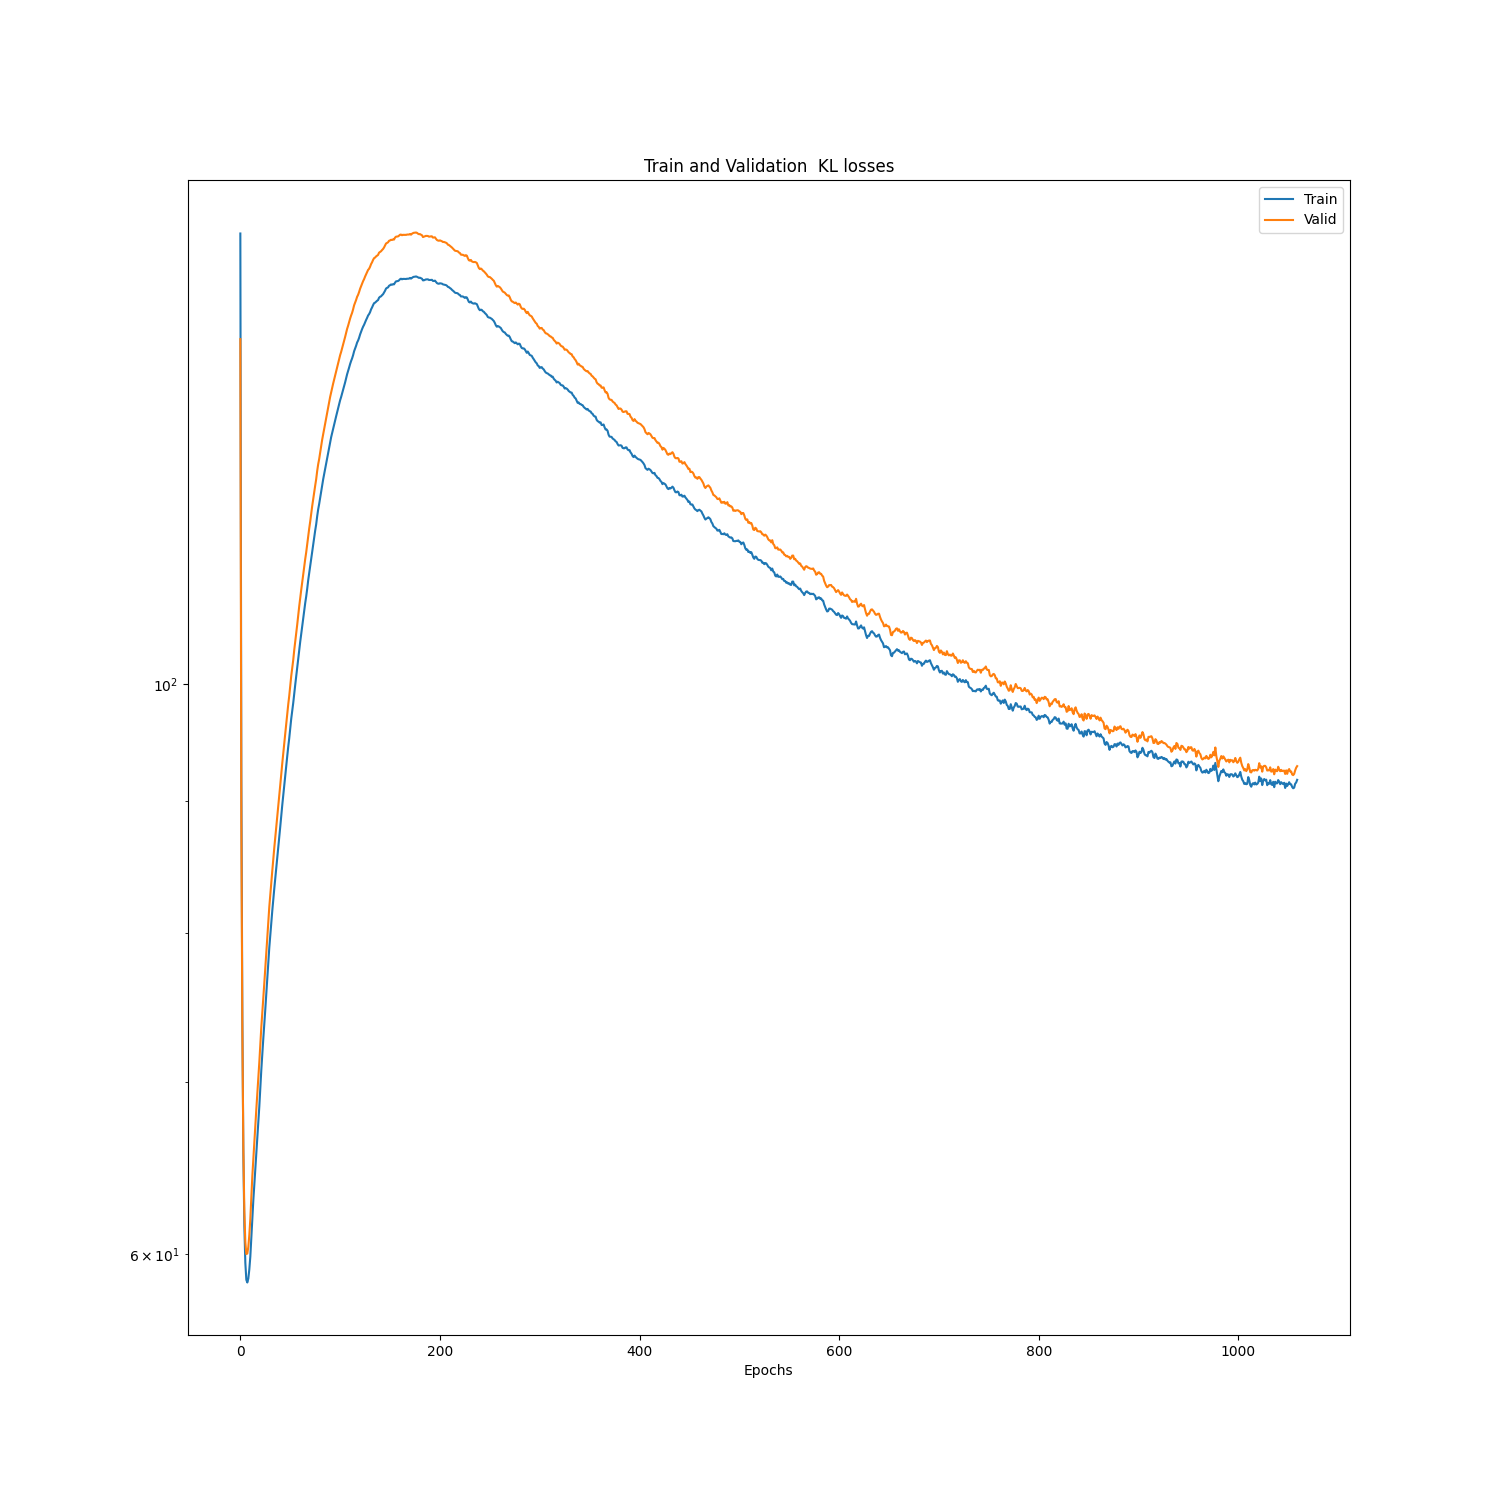 Train and Validation  KL losses
Train
Valid
10²
6 × 10¹
0 200 400 600 800 1000
Epochs